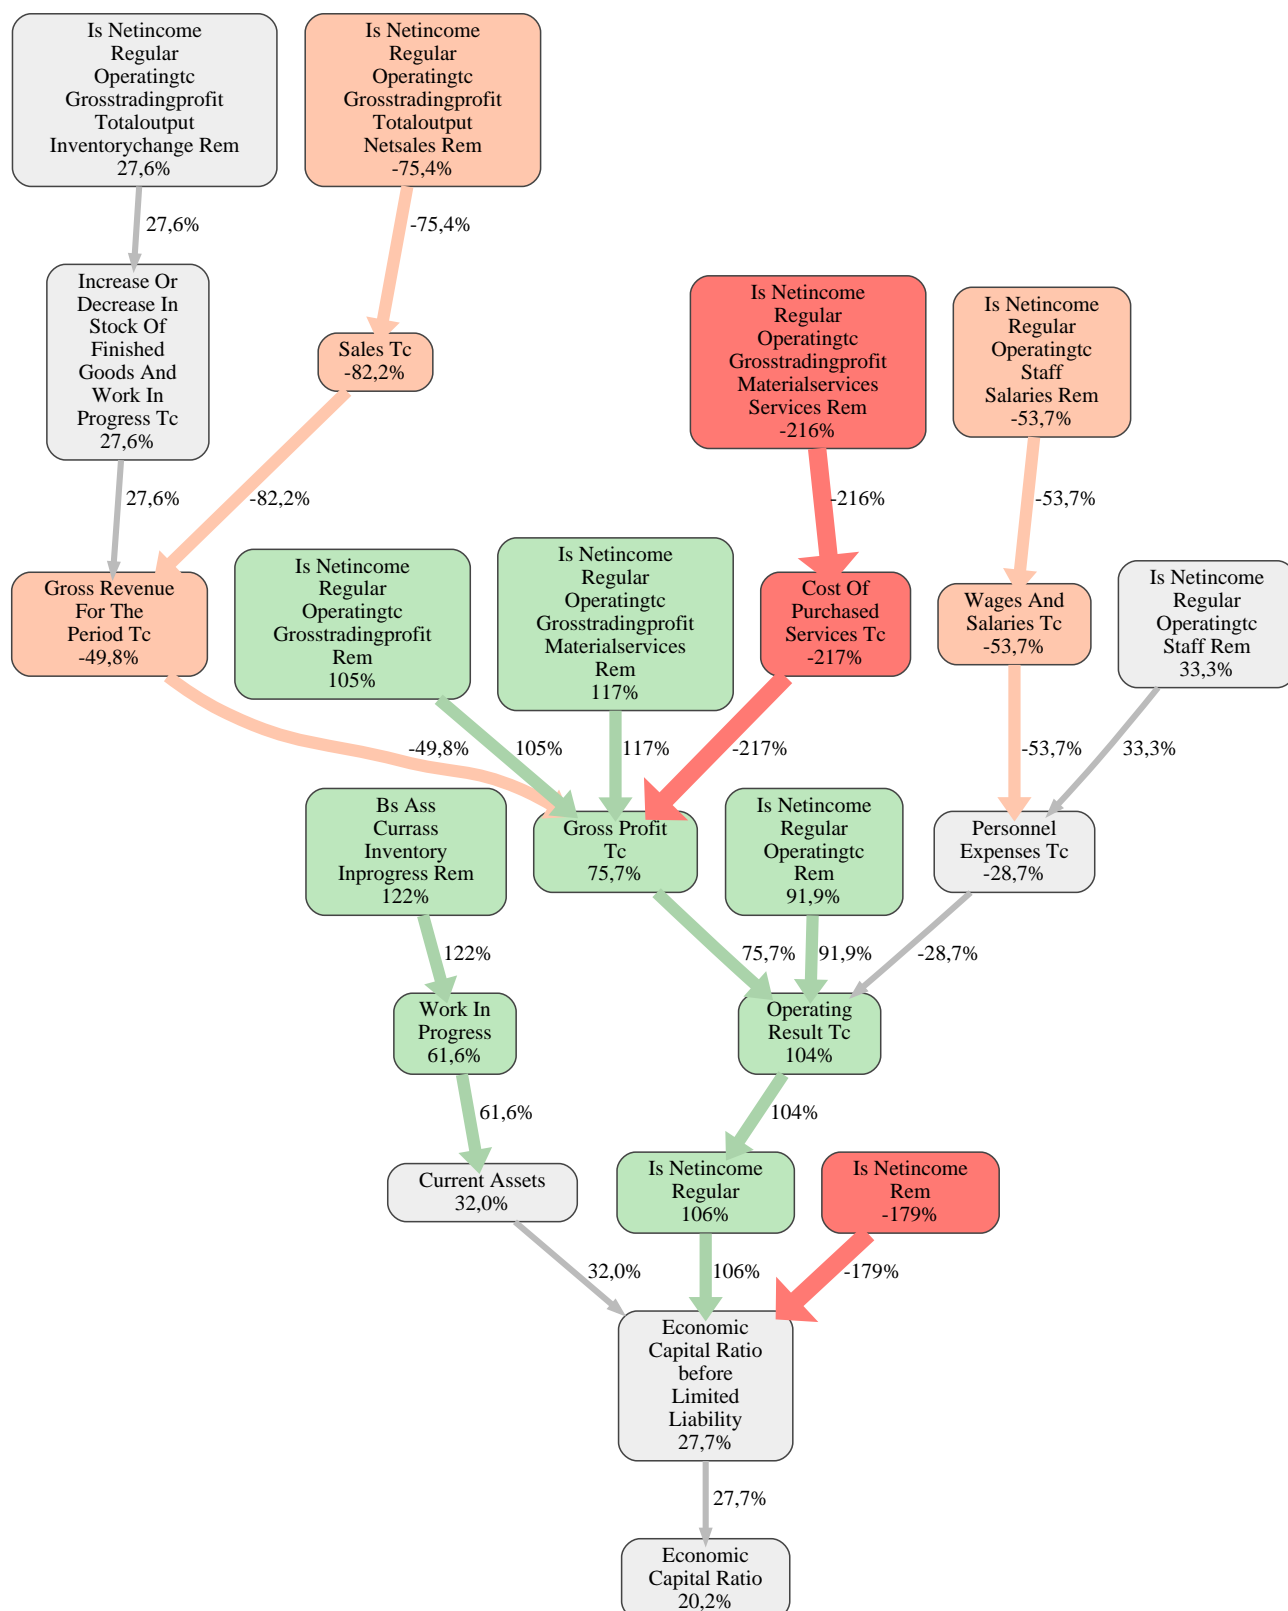 Is Netincome
Regular
Operatingtc
Grosstradingprofit
Totaloutput
Inventorychange Rem
27,6%
Is Netincome
Regular
Operatingtc
Grosstradingprofit
Totaloutput
Netsales Rem
-75,4%
27,6%
-75,4%
Increase Or
Decrease In
Stock Of
Finished
Goods And
Work In
Progress Tc
27,6%
Sales Tc
-82,2%
Is Netincome
Regular
Operatingtc
Grosstradingprofit
Materialservices
Services Rem
-216%
Is Netincome
Regular
Operatingtc
Staff
Salaries Rem
-53,7%
27,6%
-82,2%
-216%
-53,7%
Gross Revenue
For The
Period Tc
-49,8%
Is Netincome
Regular
Operatingtc
Grosstradingprofit
Rem
105%
Is Netincome
Regular
Operatingtc
Grosstradingprofit
Materialservices
Rem
117%
Cost Of
Purchased
Services Tc
-217%
Wages And
Salaries Tc
-53,7%
Is Netincome
Regular
Operatingtc
Staff Rem
33,3%
-49,8%
105%
117%
-217%
-53,7%
33,3%
Bs Ass
Currass
Inventory
Inprogress Rem
122%
Gross Profit
Tc
75,7%
Is Netincome
Regular
Operatingtc
Rem
91,9%
Personnel
Expenses Tc
-28,7%
122%
75,7%
91,9%
-28,7%
Work In
Progress
61,6%
Operating
Result Tc
104%
61,6%
104%
Current Assets
32,0%
Is Netincome
Regular
106%
Is Netincome
Rem
-179%
32,0%
106%
-179%
Economic
Capital Ratio
before
Limited
Liability
27,7%
27,7%
Economic
Capital Ratio
20,2%